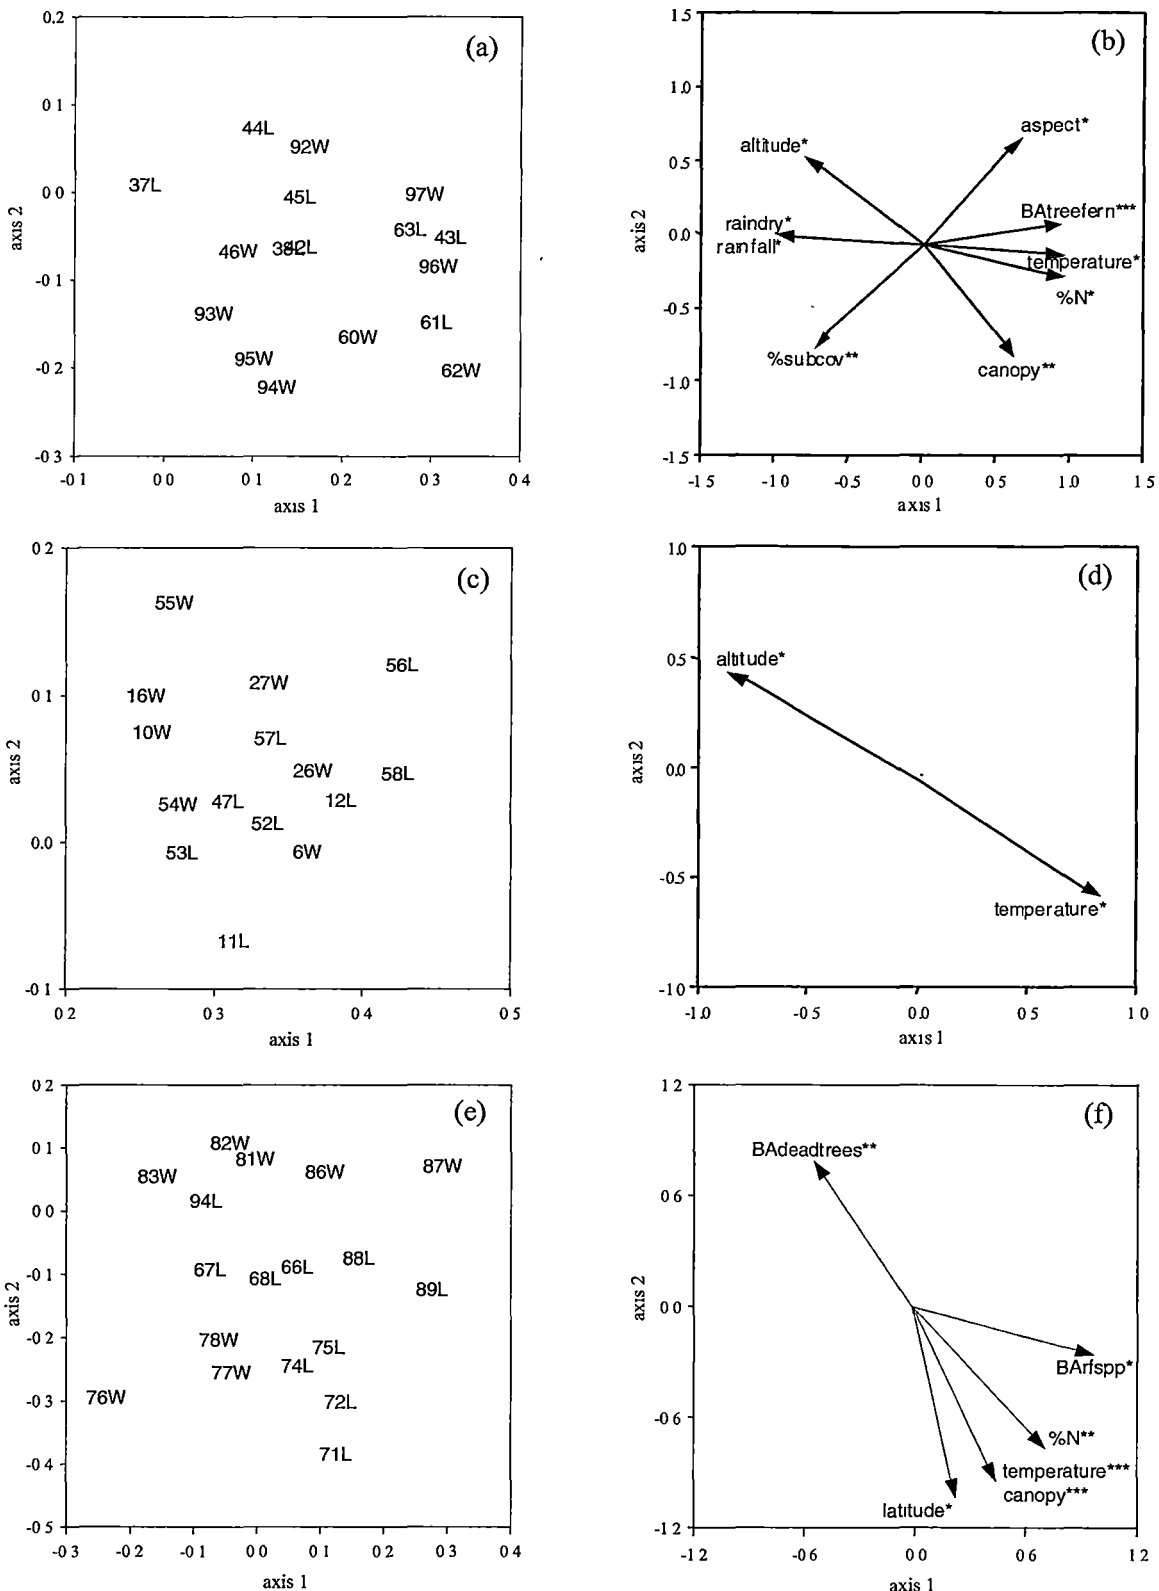 (a)
0.2
0 1
0 0
-0 1
-0 2
-0 3
axis 2
44L
92W
37L
45L
97W
63L
43L
46W
42L
96W
93W
61L
60W
95W
62W
94W
-0 1
0 0
0 1
0 2
0 3
0 4
axis 1
(b)
1.5
1.0
0.5
0.0
-0.5
-1.0
-1.5
axis 2
aspect*
altitude*
BAtreefern***
raindry*
rainfall*
temperature*
%N*
%subcov**
canopy**
-1.5
-1 0
-0.5
0 0
0 5
1.0
1 5
axis 1
(c)
0 2
0 1
0.0
-0 1
axis 2
55W
56L
27W
16W
10W
57L
26W
58L
54W
47L
12L
52L
53L
6W
11L
0 2
0 3
0 4
0 5
axis 1
(d)
1.0
0.5
0.0
-0.5
-1 0
axis 2
altitude*
temperature*
-1.0
-0 5
0 0
0 5
1 0
axis 1
(e)
0 2
0 1
0 0
-0 1
-0 2
-0 3
-0 4
-0 5
axis 2
82W
81W
83W
86W
87W
94L
67L
68L
66L
88L
89L
78W
77W
75L
74L
76W
72L
71L
-0 3
-0 2
-0 1
0 0
0 1
0 2
0 3
0 4
axis 1
(f)
1 2
0 6
0 0
-0 6
-1 2
axis 2
BAdeadtrees**
BArfspp*
%N**
temperature***
canopy***
latitude*
-1 2
-0 6
0 0
0 6
1 2
axis 1